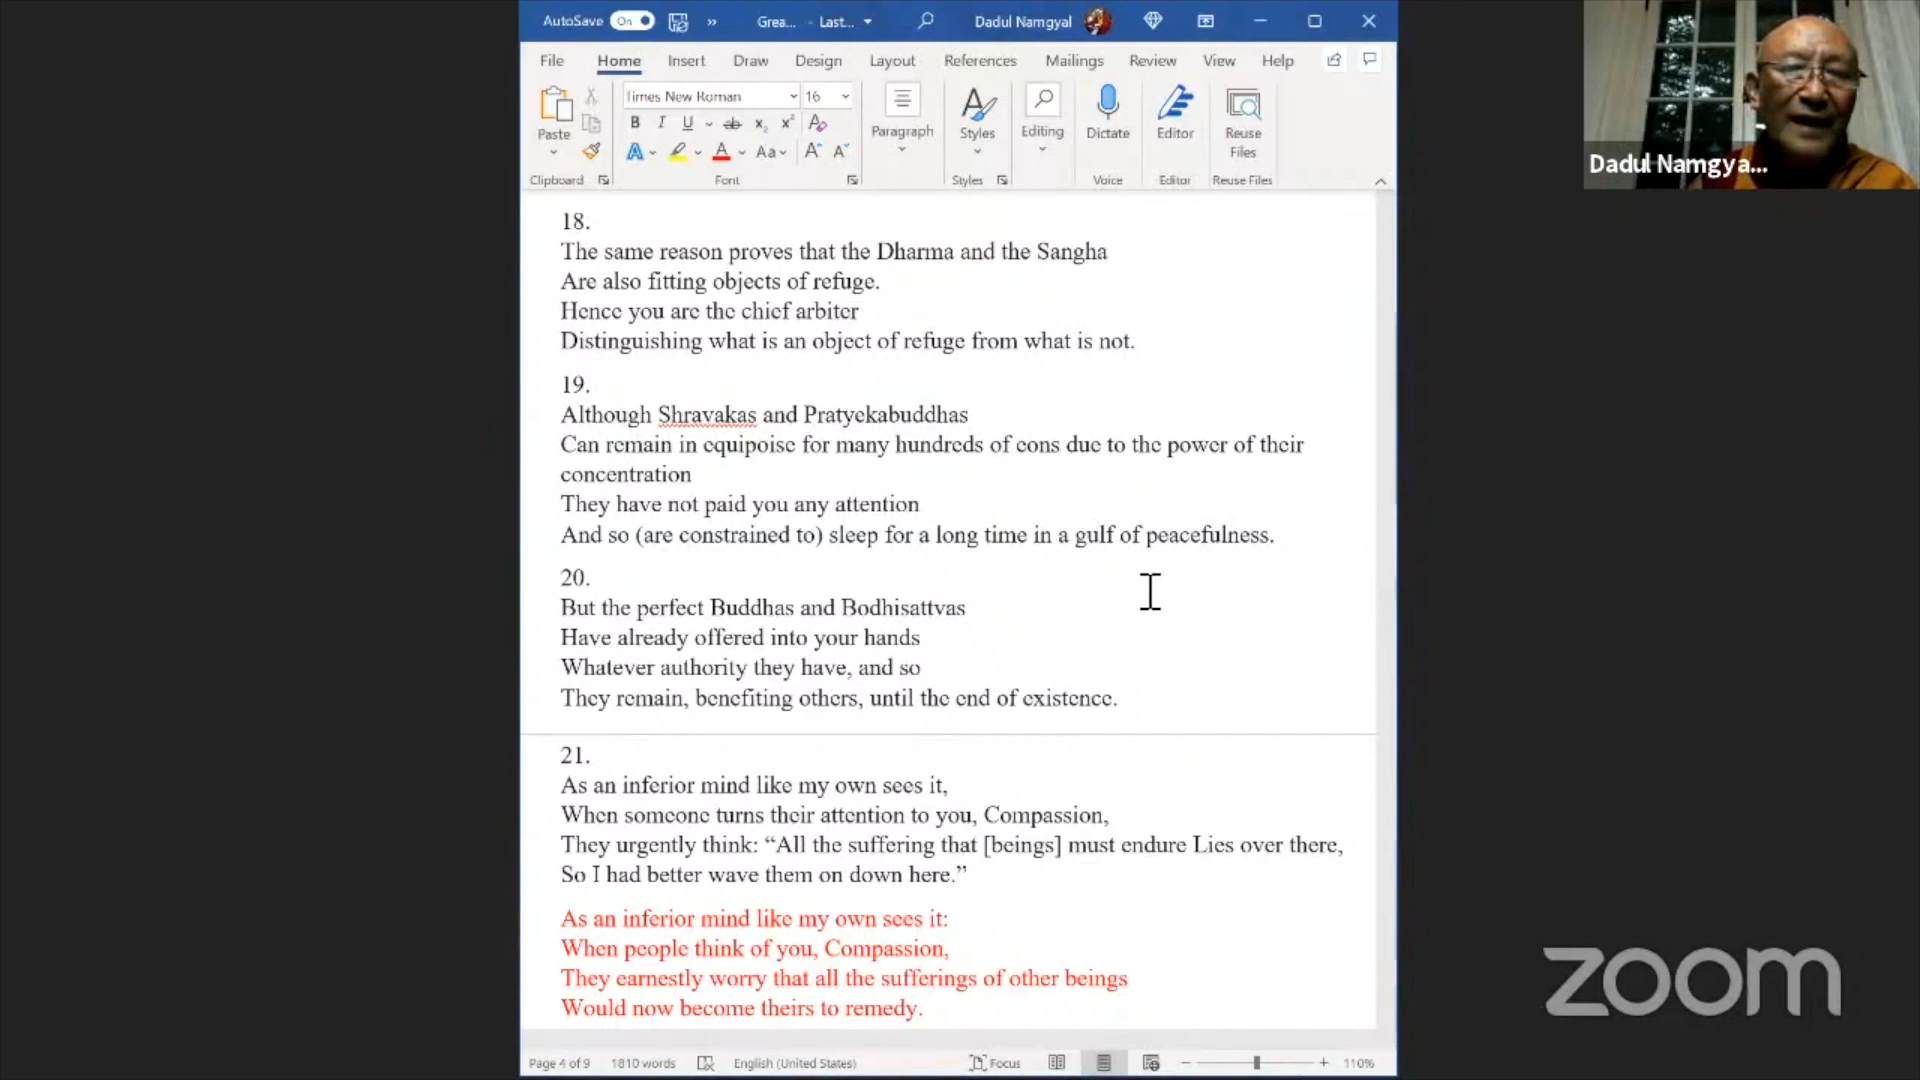 AutoSave On » Grea... - Last... Dadul Namgyal
File Home Insert Draw Design Layout References Mailings Review View Help
Times New Roman 16
Paste Paragraph Styles Editing Dictate Editor Reuse Files
B I U ab x₂ x² A
A A Aa A A
Clipboard Font Styles Voice Editor Reuse Files
Dadul Namgya...
18.
The same reason proves that the Dharma and the Sangha
Are also fitting objects of refuge.
Hence you are the chief arbiter
Distinguishing what is an object of refuge from what is not.
19.
Although Shravakas and Pratyekabuddhas
Can remain in equipoise for many hundreds of eons due to the power of their
concentration
They have not paid you any attention
And so (are constrained to) sleep for a long time in a gulf of peacefulness.
20.
But the perfect Buddhas and Bodhisattvas
Have already offered into your hands
Whatever authority they have, and so
They remain, benefiting others, until the end of existence.
21.
As an inferior mind like my own sees it,
When someone turns their attention to you, Compassion,
They urgently think: “All the suffering that [beings] must endure Lies over there,
So I had better wave them on down here.”
As an inferior mind like my own sees it:
When people think of you, Compassion,
They earnestly worry that all the sufferings of other beings
Would now become theirs to remedy.
Page 4 of 9 1810 words English (United States) Focus - + 110%
zoom